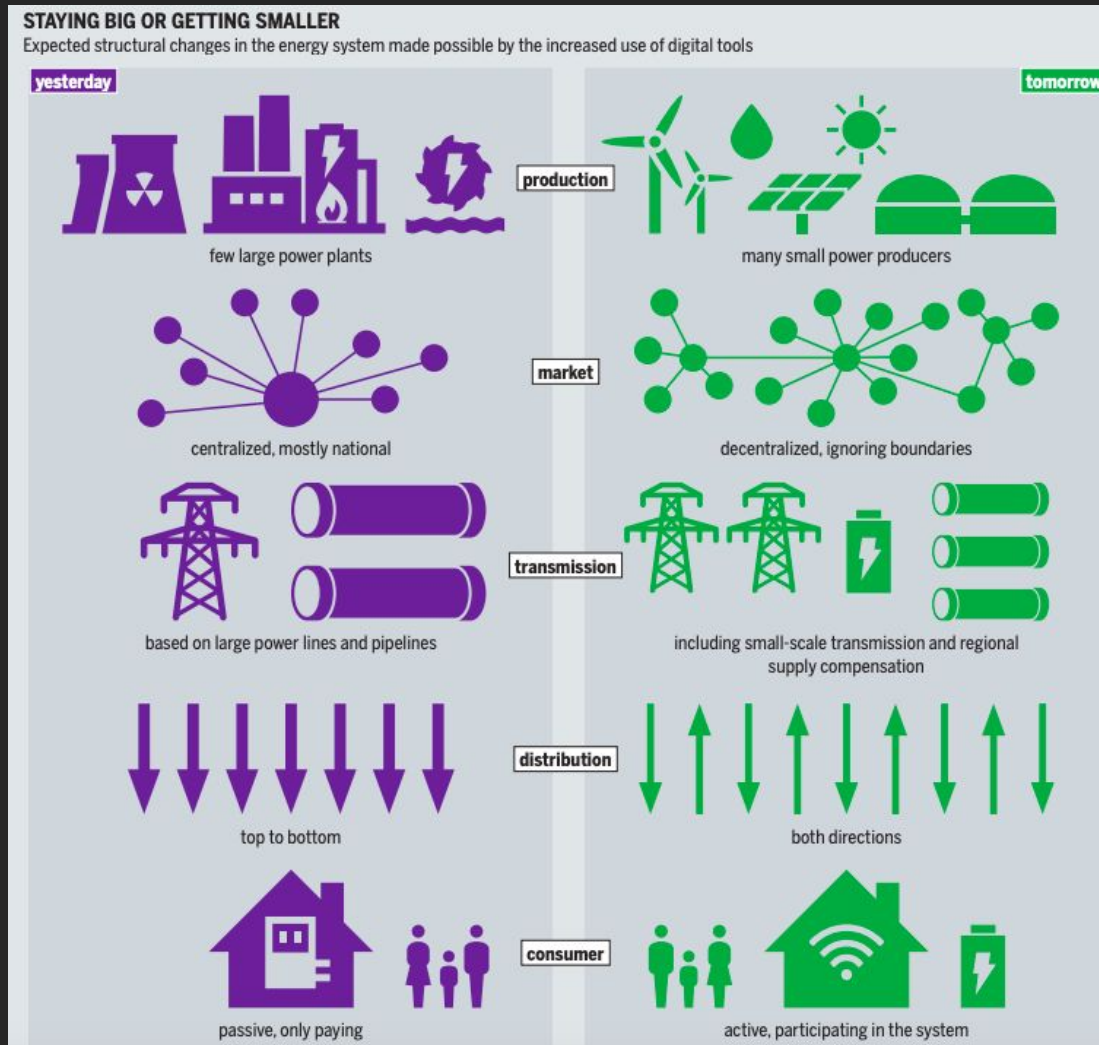 STAYING BIG OR GETTING SMALLER
Expected structural changes in the energy system made possible by the increased use of digital tools
yesterday
tomorrow
production
few large power plants
many small power producers
market
centralized, mostly national
decentralized, ignoring boundaries
transmission
based on large power lines and pipelines
including small-scale transmission and regional
supply compensation
distribution
top to bottom
both directions
consumer
passive, only paying
active, participating in the system